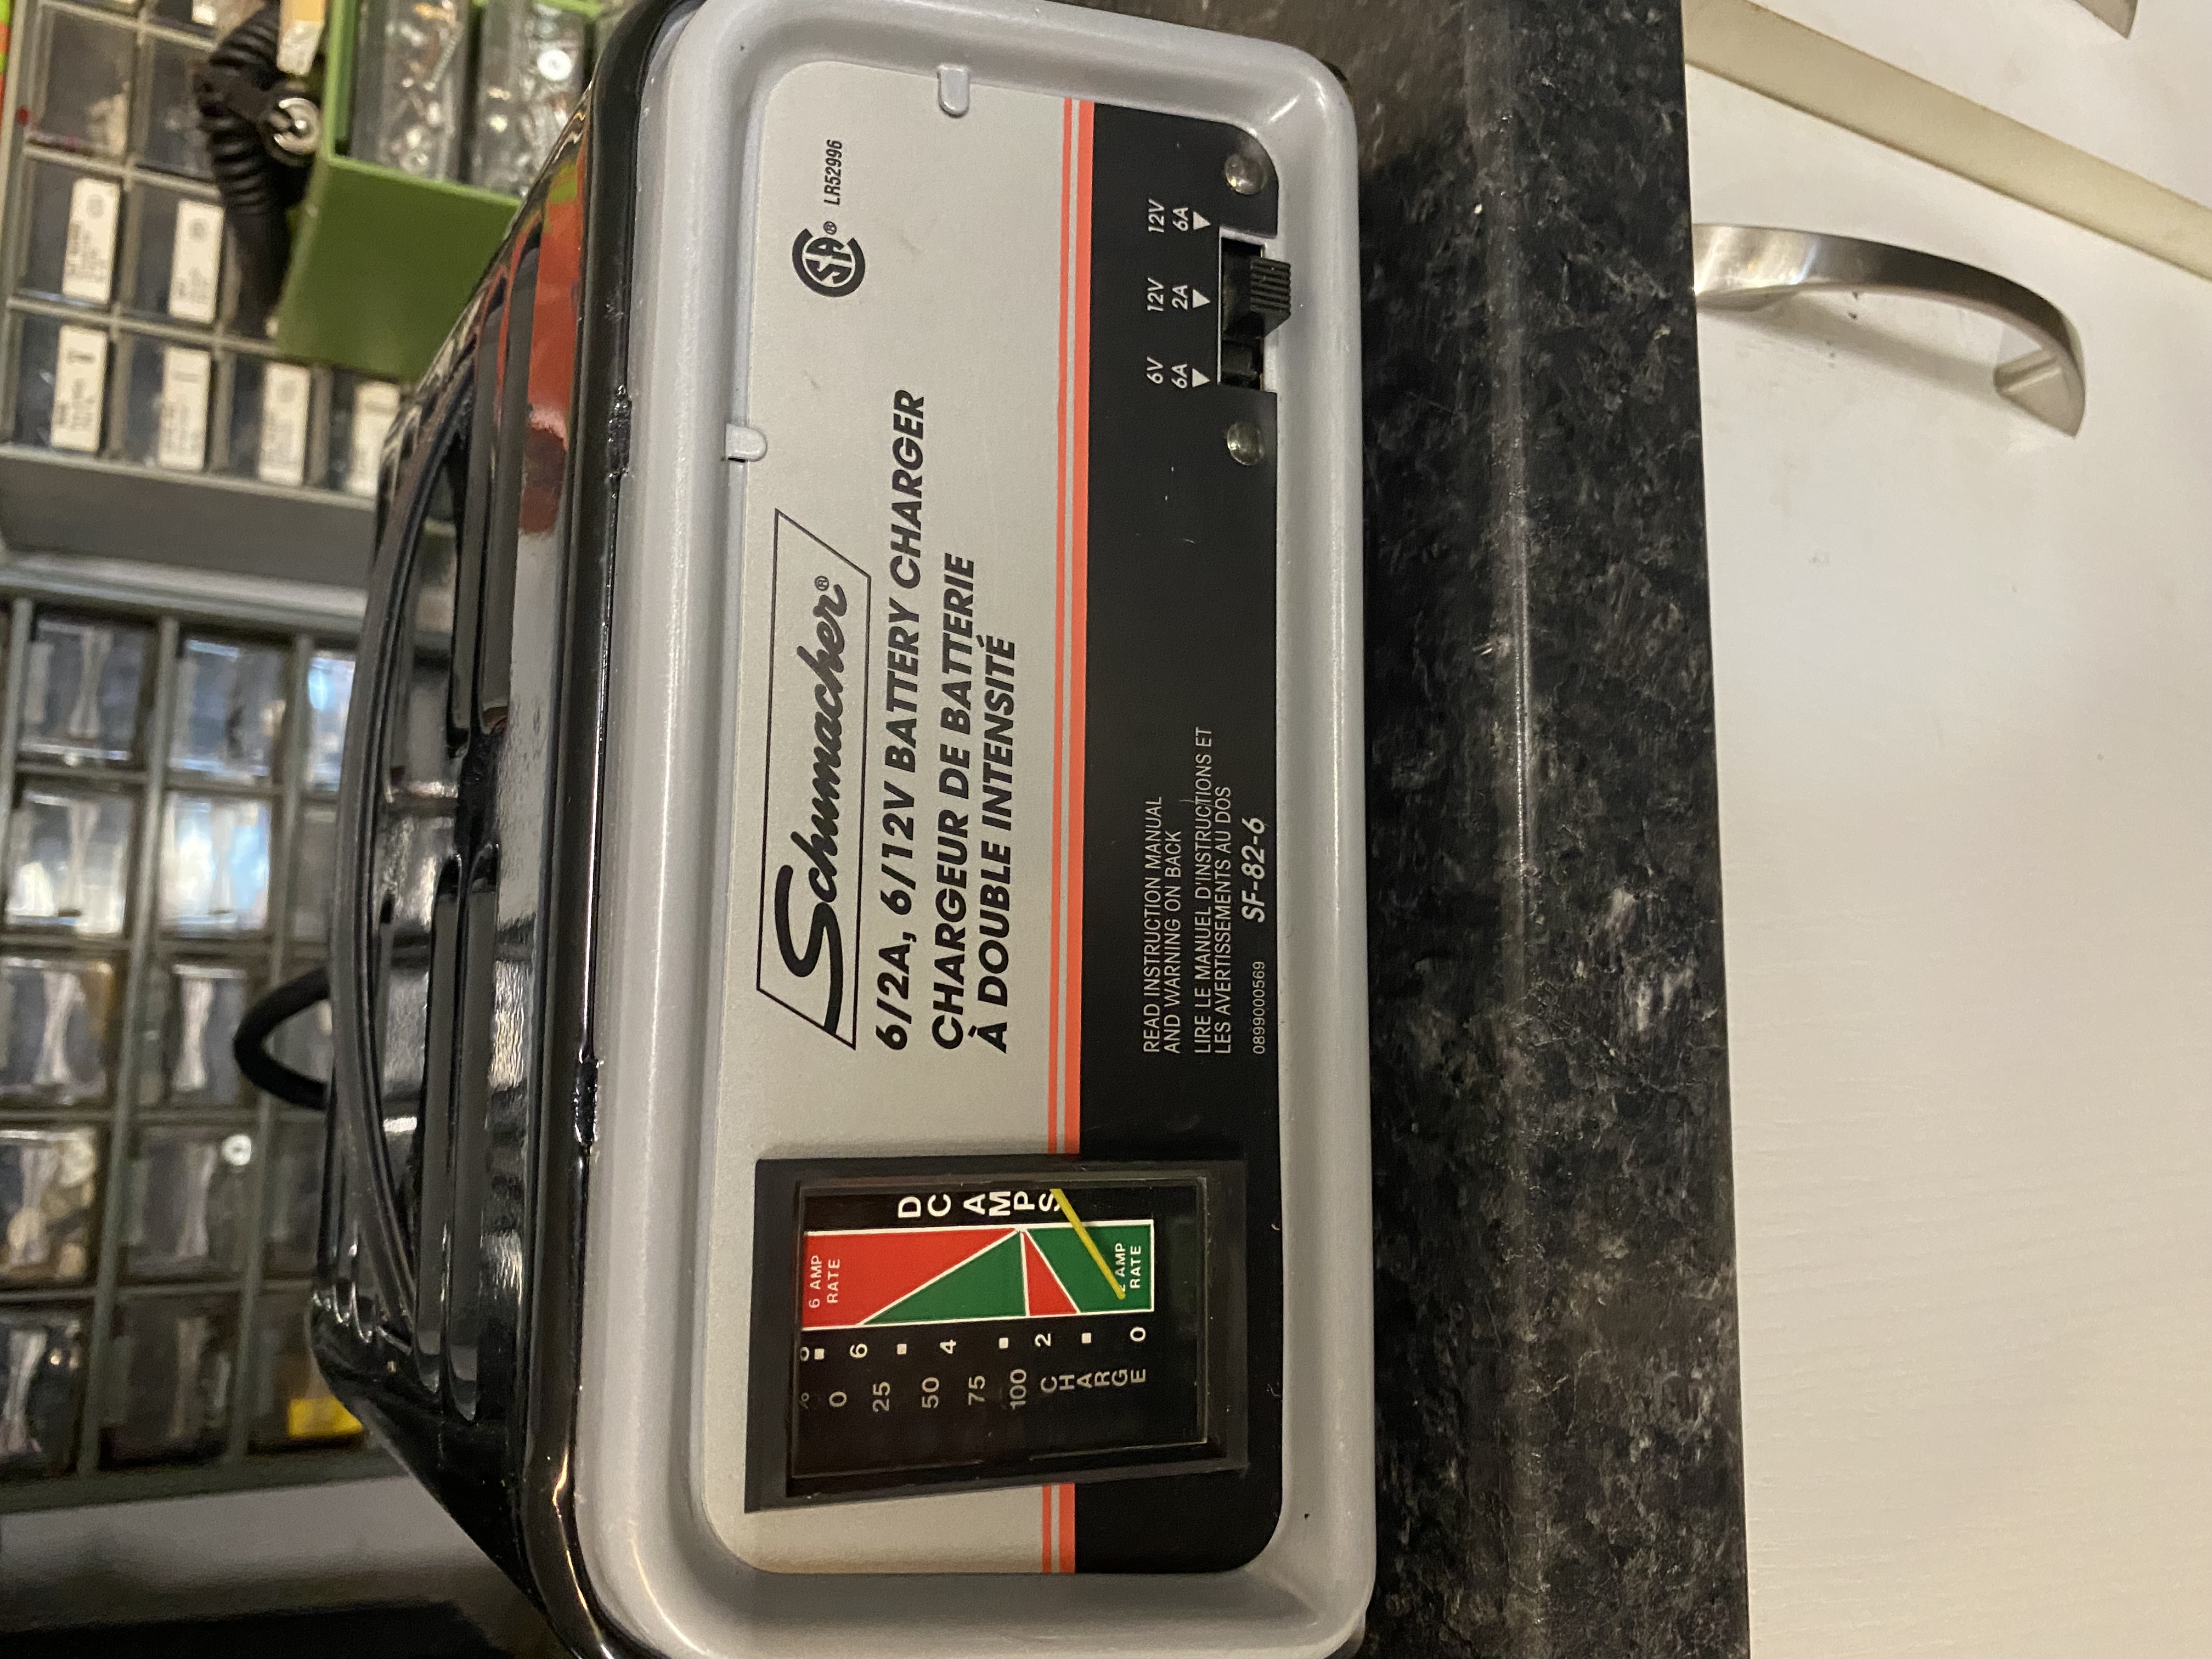 Schumacher®
6/2A, 6/12V BATTERY CHARGER
CHARGEUR DE BATTERIE
À DOUBLE INTENSITÉ
SA® LR52996
6 AMP
RATE
DC AMPS
2 AMP
RATE
%
0
25
50
75
100
CHARGE
8
6
4
2
0
READ INSTRUCTION MANUAL
AND WARNING ON BACK
LIRE LE MANUEL D'INSTRUCTIONS ET
LES AVERTISSEMENTS AU DOS
0899000569 SF-82-6
6V 12V 12V
6A 2A 6A